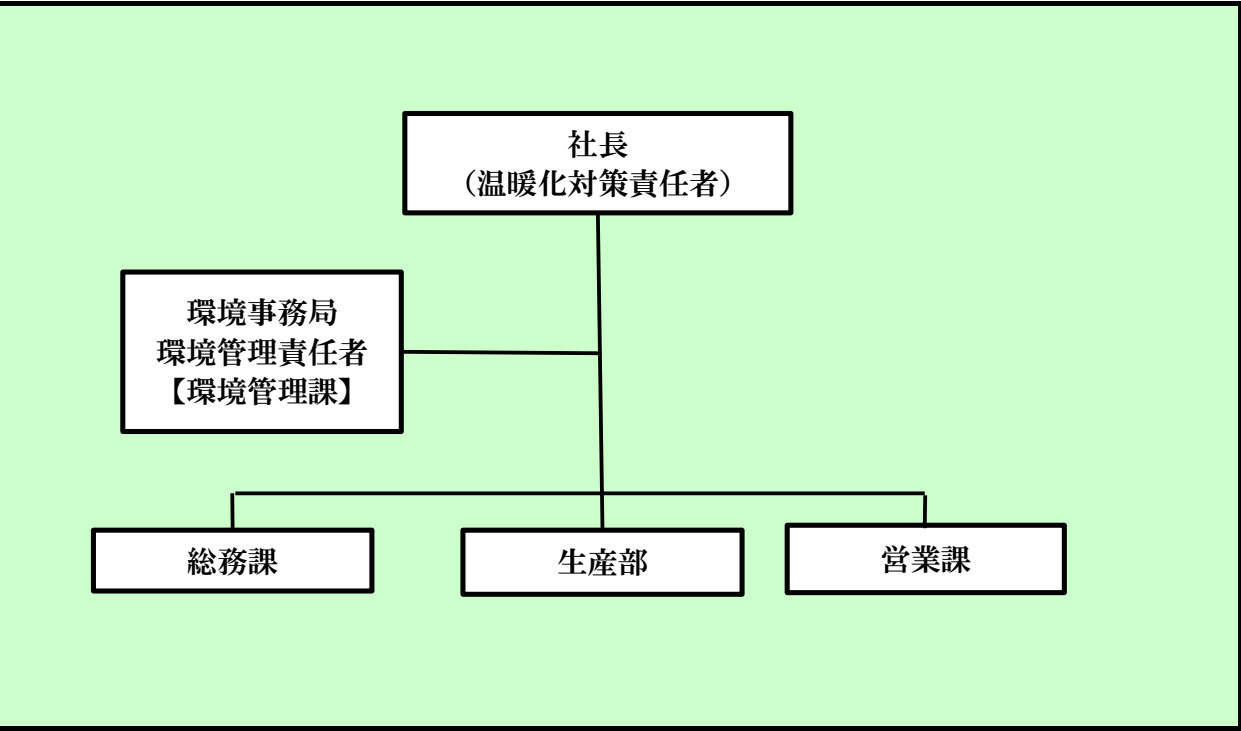 社長
（温暖化対策責任者）
環境事務局
環境管理責任者
【環境管理課】
総務課
生産部
営業課